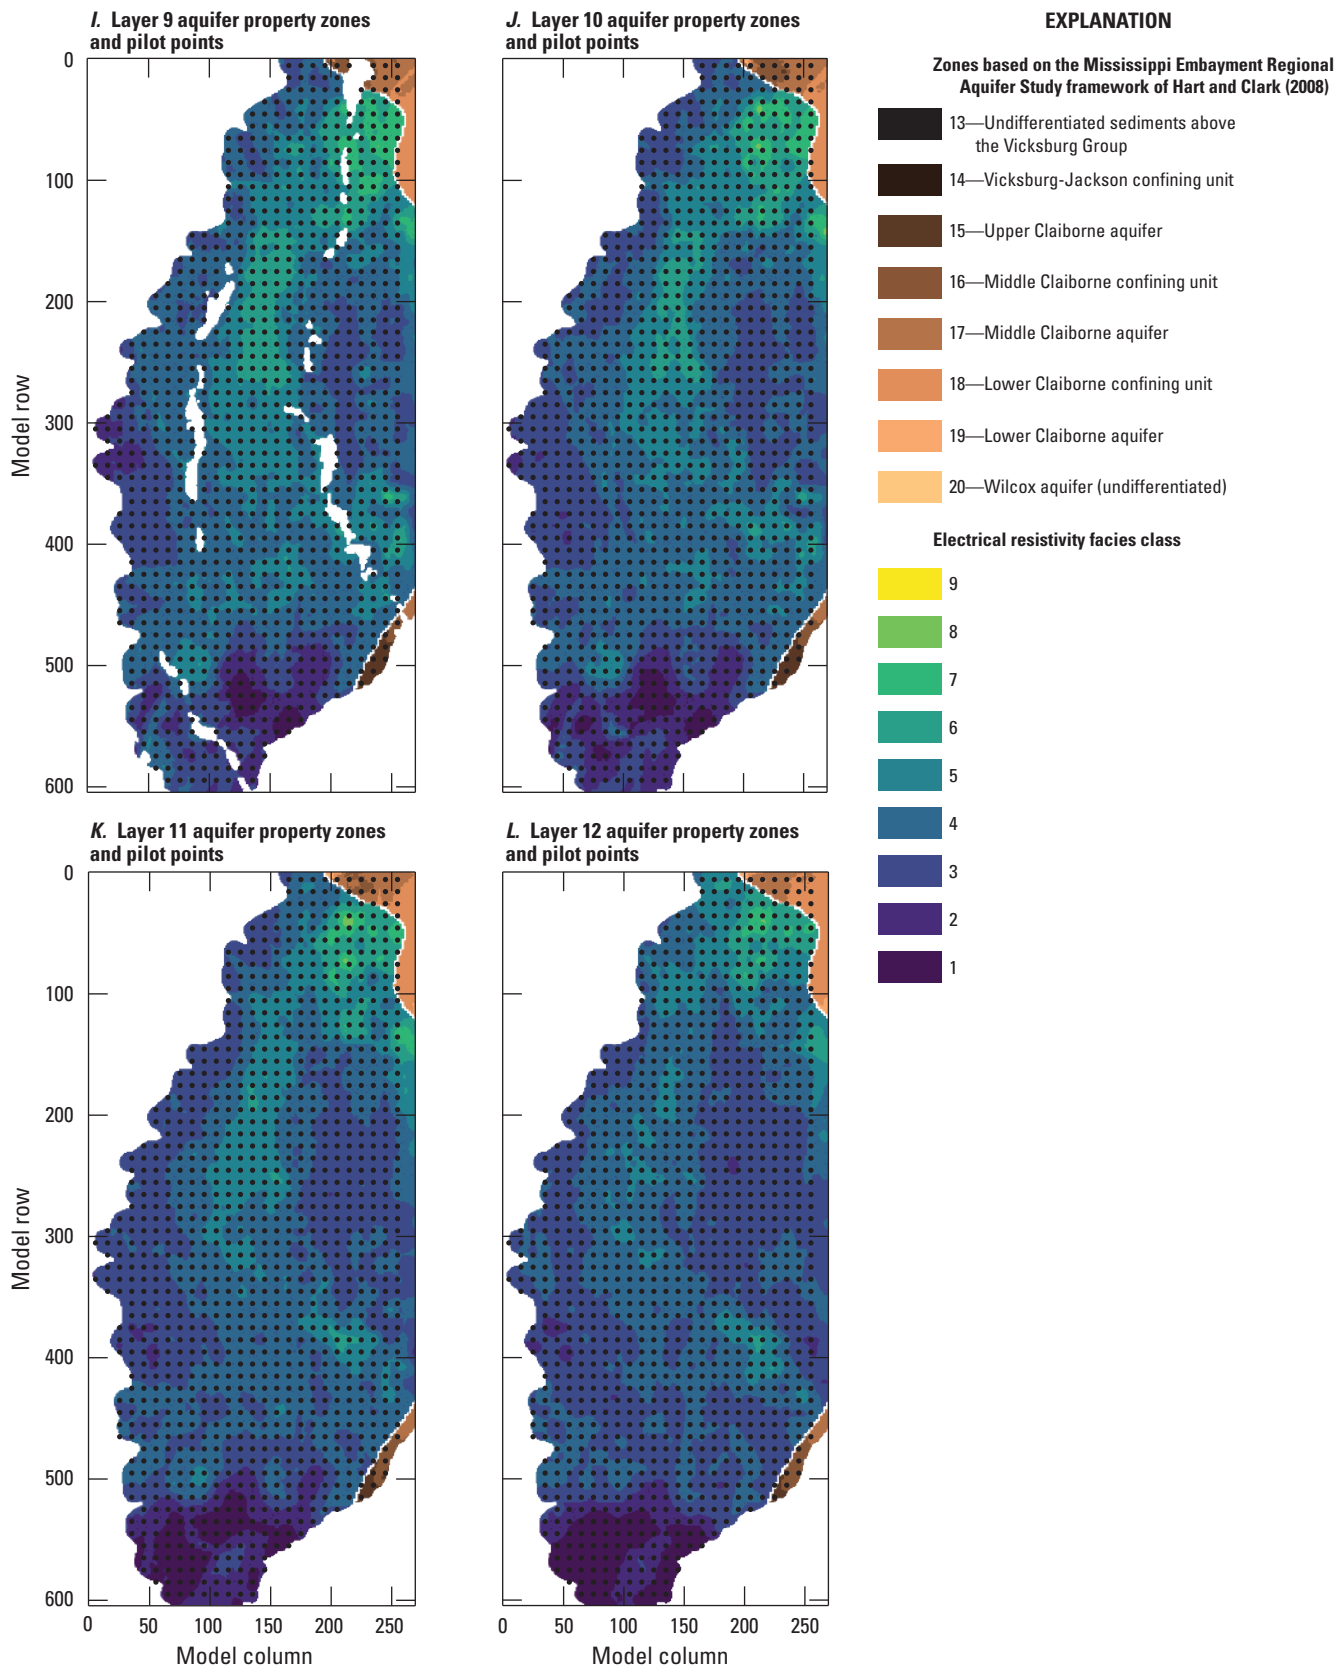 I. Layer 9 aquifer property zones
and pilot points
J. Layer 10 aquifer property zones
and pilot points
EXPLANATION
Zones based on the Mississippi Embayment Regional
Aquifer Study framework of Hart and Clark (2008)
13—Undifferentiated sediments above
the Vicksburg Group
14—Vicksburg-Jackson confining unit
15—Upper Claiborne aquifer
16—Middle Claiborne confining unit
17—Middle Claiborne aquifer
18—Lower Claiborne confining unit
19—Lower Claiborne aquifer
20—Wilcox aquifer (undifferentiated)
Electrical resistivity facies class
9
8
7
6
5
4
3
2
1
0
100
200
300
400
500
600
Model row
K. Layer 11 aquifer property zones
and pilot points
L. Layer 12 aquifer property zones
and pilot points
0
100
200
300
400
500
600
Model row
0 50 100 150 200 250
Model column
0 50 100 150 200 250
Model column